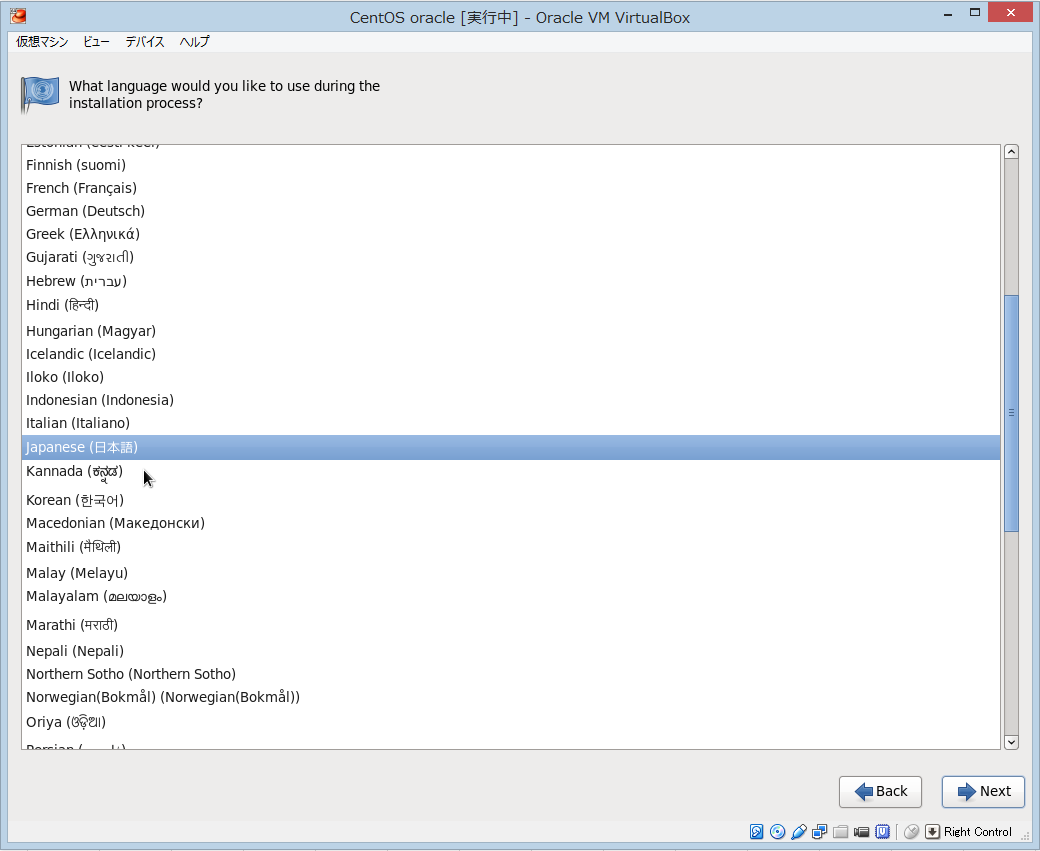 CentOS oracle [実行中] - Oracle VM VirtualBox
仮想マシン ビュー デバイス ヘルプ
What language would you like to use during the
installation process?
Finnish (suomi)
French (Français)
German (Deutsch)
Greek (Ελληνικά)
Gujarati (ગુજરાતી)
Hebrew (עברית)
Hindi (हिन्दी)
Hungarian (Magyar)
Icelandic (Icelandic)
Iloko (Iloko)
Indonesian (Indonesia)
Italian (Italiano)
Japanese (日本語)
Kannada (ಕನ್ನಡ)
Korean (한국어)
Macedonian (Македонски)
Maithili (मैथिली)
Malay (Melayu)
Malayalam (മലയാളം)
Marathi (मराठी)
Nepali (Nepali)
Northern Sotho (Northern Sotho)
Norwegian(Bokmål) (Norwegian(Bokmål))
Oriya (ଓଡ଼ିଆ)
Back Next
Right Control